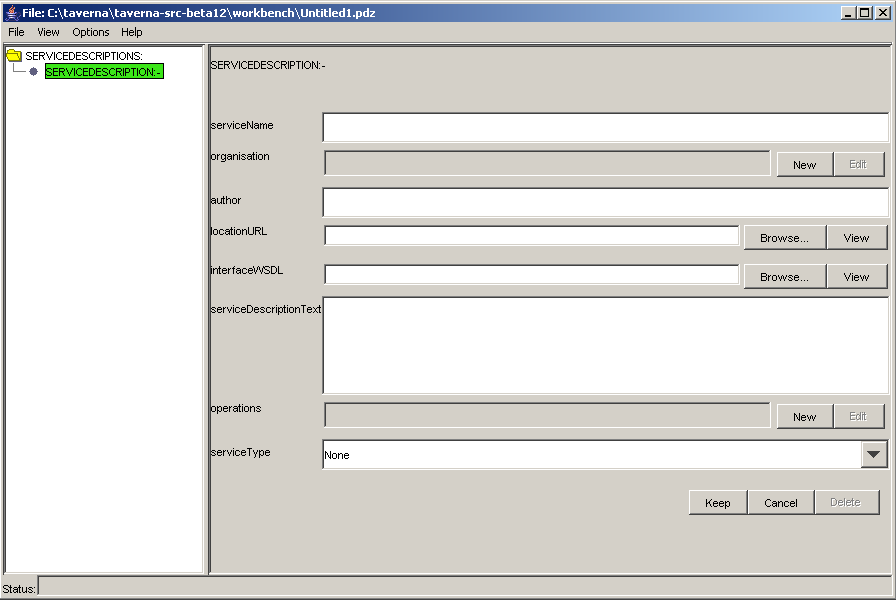 File: C:\taverna\taverna-src-beta12\workbench\Untitled1.pdz
File View Options Help
SERVICEDESCRIPTIONS:
SERVICEDESCRIPTION:-
SERVICEDESCRIPTION:-
serviceName
organisation New Edit
author
locationURL Browse... View
interfaceWSDL Browse... View
serviceDescriptionText
operations New Edit
serviceType None
Keep Cancel Delete
Status: